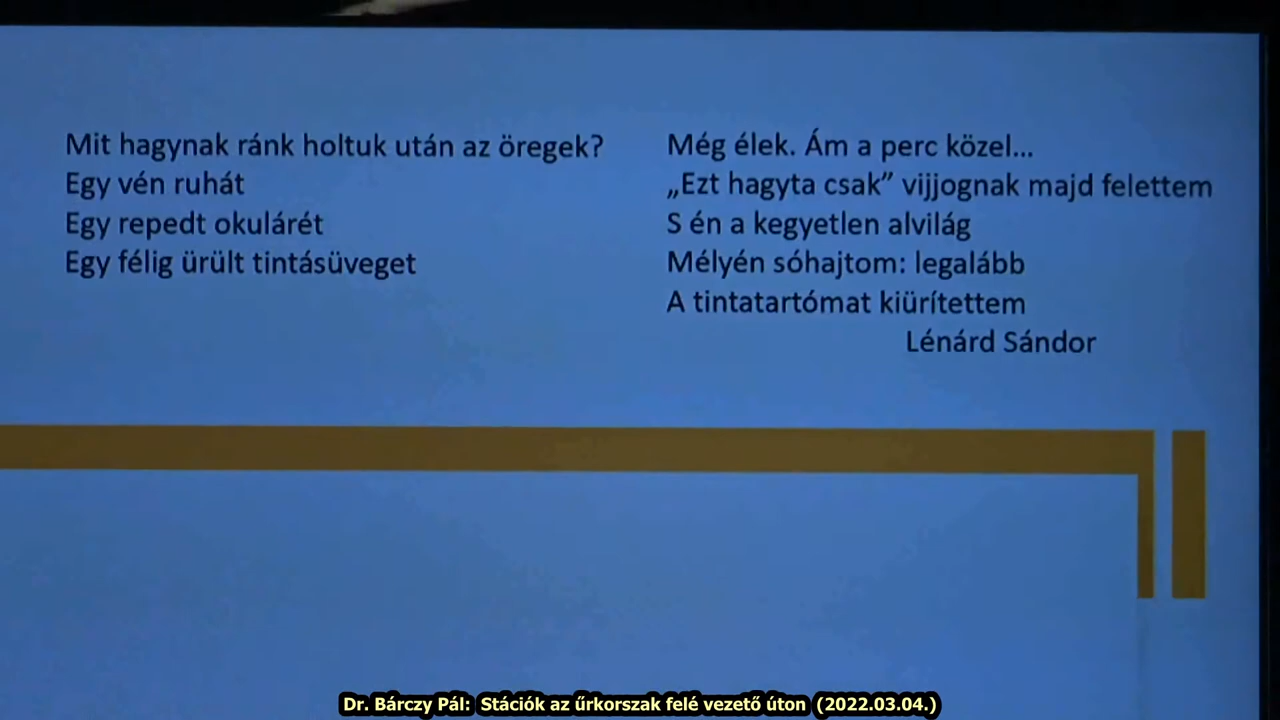 Mit hagynak ránk holtuk után az öregek?
Egy vén ruhát
Egy repedt okulárét
Egy félig ürült tintásüveget
Még élek. Ám a perc közel...
„Ezt hagyta csak” vijjognak majd felettem
S én a kegyetlen alvilág
Mélyén sóhajtom: legalább
A tintatartómat kiürítettem
Lénárd Sándor
Dr. Bárczy Pál: Stációk az űrkorszak felé vezető úton (2022.03.04.)